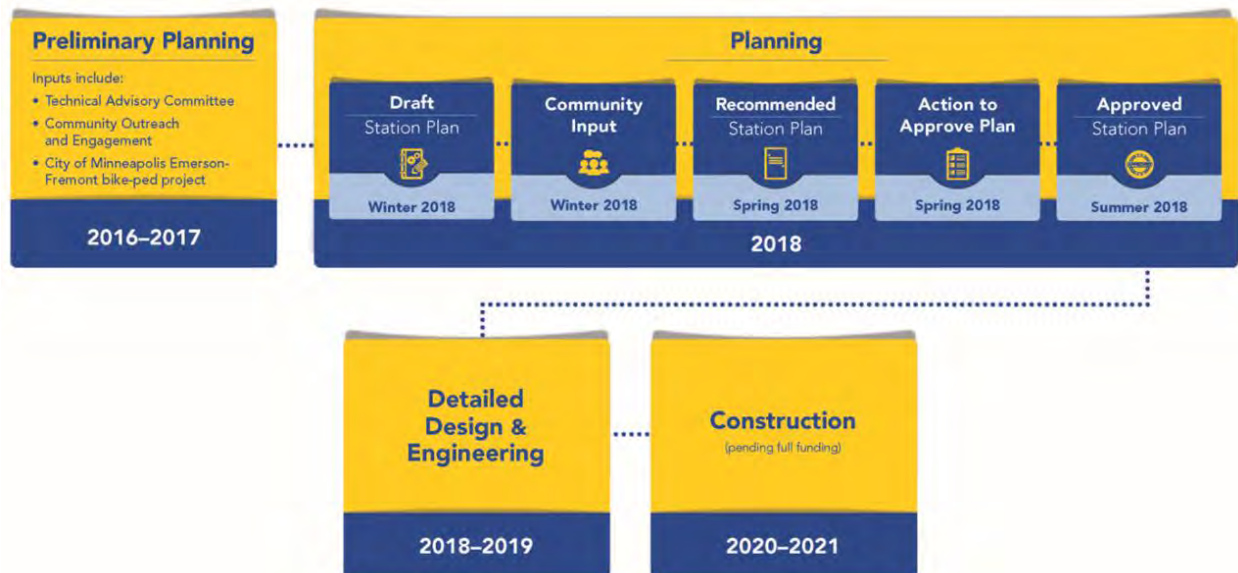 Preliminary Planning
Inputs include:
• Technical Advisory Committee
• Community Outreach
and Engagement
• City of Minneapolis Emerson-
Fremont bike-ped project
2016–2017
Planning
Draft
Station Plan
Winter 2018
Community
Input
Winter 2018
Recommended
Station Plan
Spring 2018
Action to
Approve Plan
Spring 2018
Approved
Station Plan
Summer 2018
2018
Detailed
Design &
Engineering
2018–2019
Construction
(pending full funding)
2020–2021